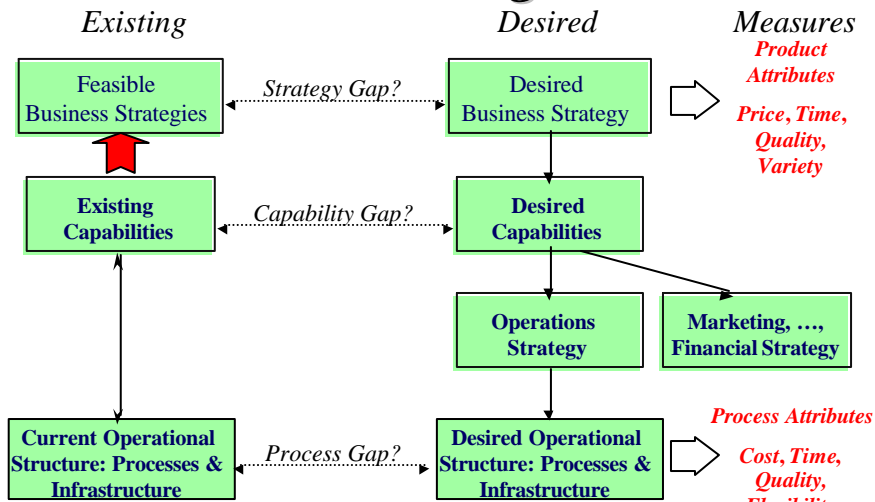 Existing
Desired
Measures
Feasible
Business Strategies
Strategy Gap?
Desired
Business Strategy
Product
Attributes
Price, Time,
Quality,
Variety
Existing
Capabilities
Capability Gap?
Desired
Capabilities
Operations
Strategy
Marketing, …,
Financial Strategy
Current Operational
Structure: Processes &
Infrastructure
Process Gap?
Desired Operational
Structure: Processes &
Infrastructure
Process Attributes
Cost, Time,
Quality,
Flexibility